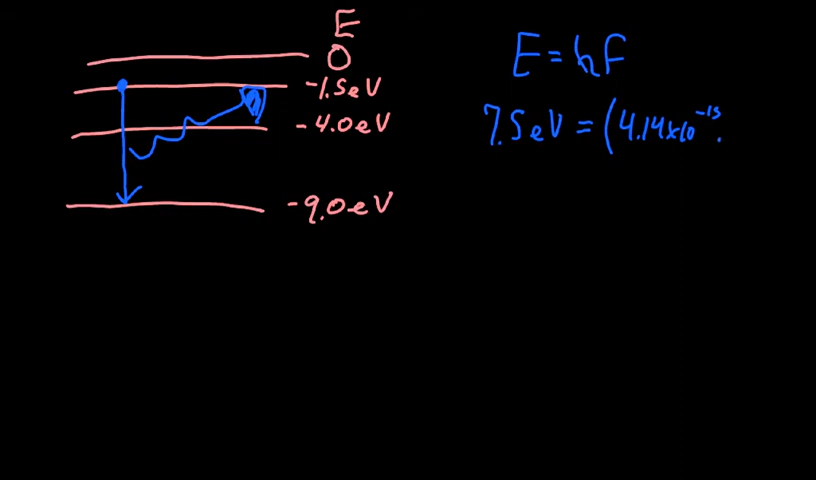 E
0
-1.5eV
-4.0eV
-9.0eV
E=hf
7.5eV = (4.14x10^-15.